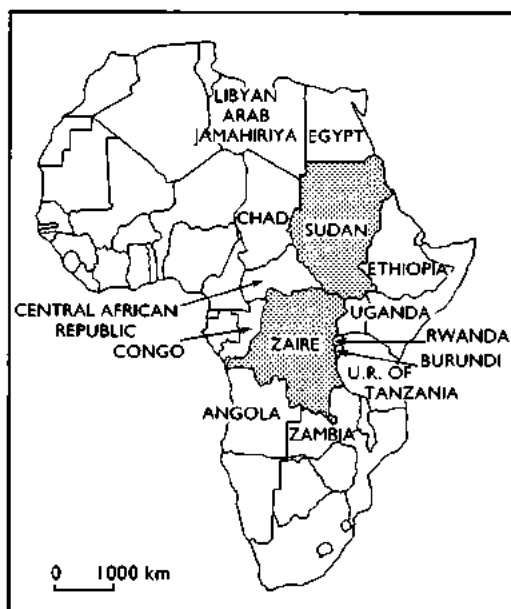 LIBYAN
ARAB
JAMAHIRIYA
EGYPT
CHAD
SUDAN
ETHIOPIA
CENTRAL AFRICAN
REPUBLIC
UGANDA
CONGO
ZAIRE
RWANDA
BURUNDI
U.R. OF
TANZANIA
ANGOLA
ZAMBIA
0 1000 km